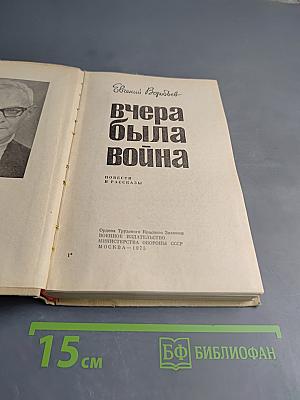 Евгений Воробьев
вчера
была
война
ПОВЕСТИ
И РАССКАЗЫ
Ордена Трудового Красного Знамени
ВОЕННОЕ ИЗДАТЕЛЬСТВО
МИНИСТЕРСТВА ОБОРОНЫ СССР
МОСКВА — 1975
1*
15 см
БФ БИБЛИОФАН